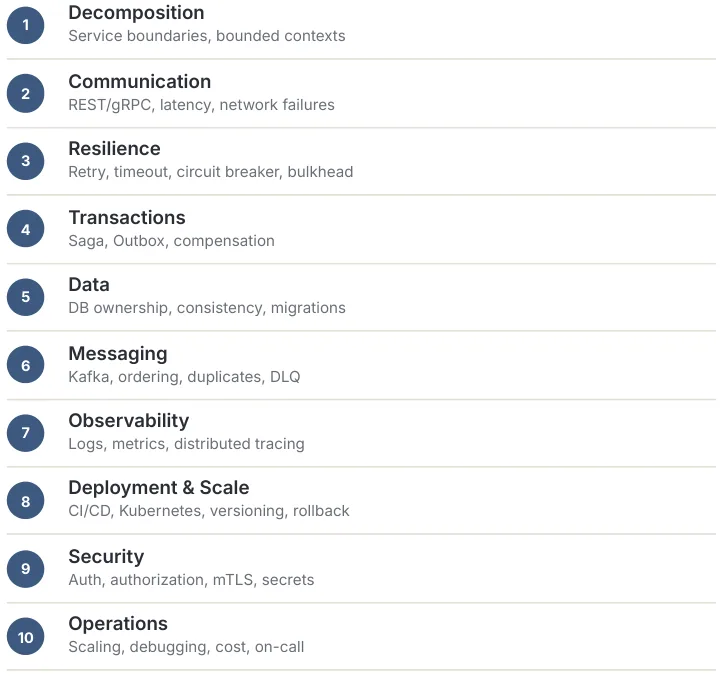 1
Decomposition
Service boundaries, bounded contexts
2
Communication
REST/gRPC, latency, network failures
3
Resilience
Retry, timeout, circuit breaker, bulkhead
4
Transactions
Saga, Outbox, compensation
5
Data
DB ownership, consistency, migrations
6
Messaging
Kafka, ordering, duplicates, DLQ
7
Observability
Logs, metrics, distributed tracing
8
Deployment & Scale
CI/CD, Kubernetes, versioning, rollback
9
Security
Auth, authorization, mTLS, secrets
10
Operations
Scaling, debugging, cost, on-call